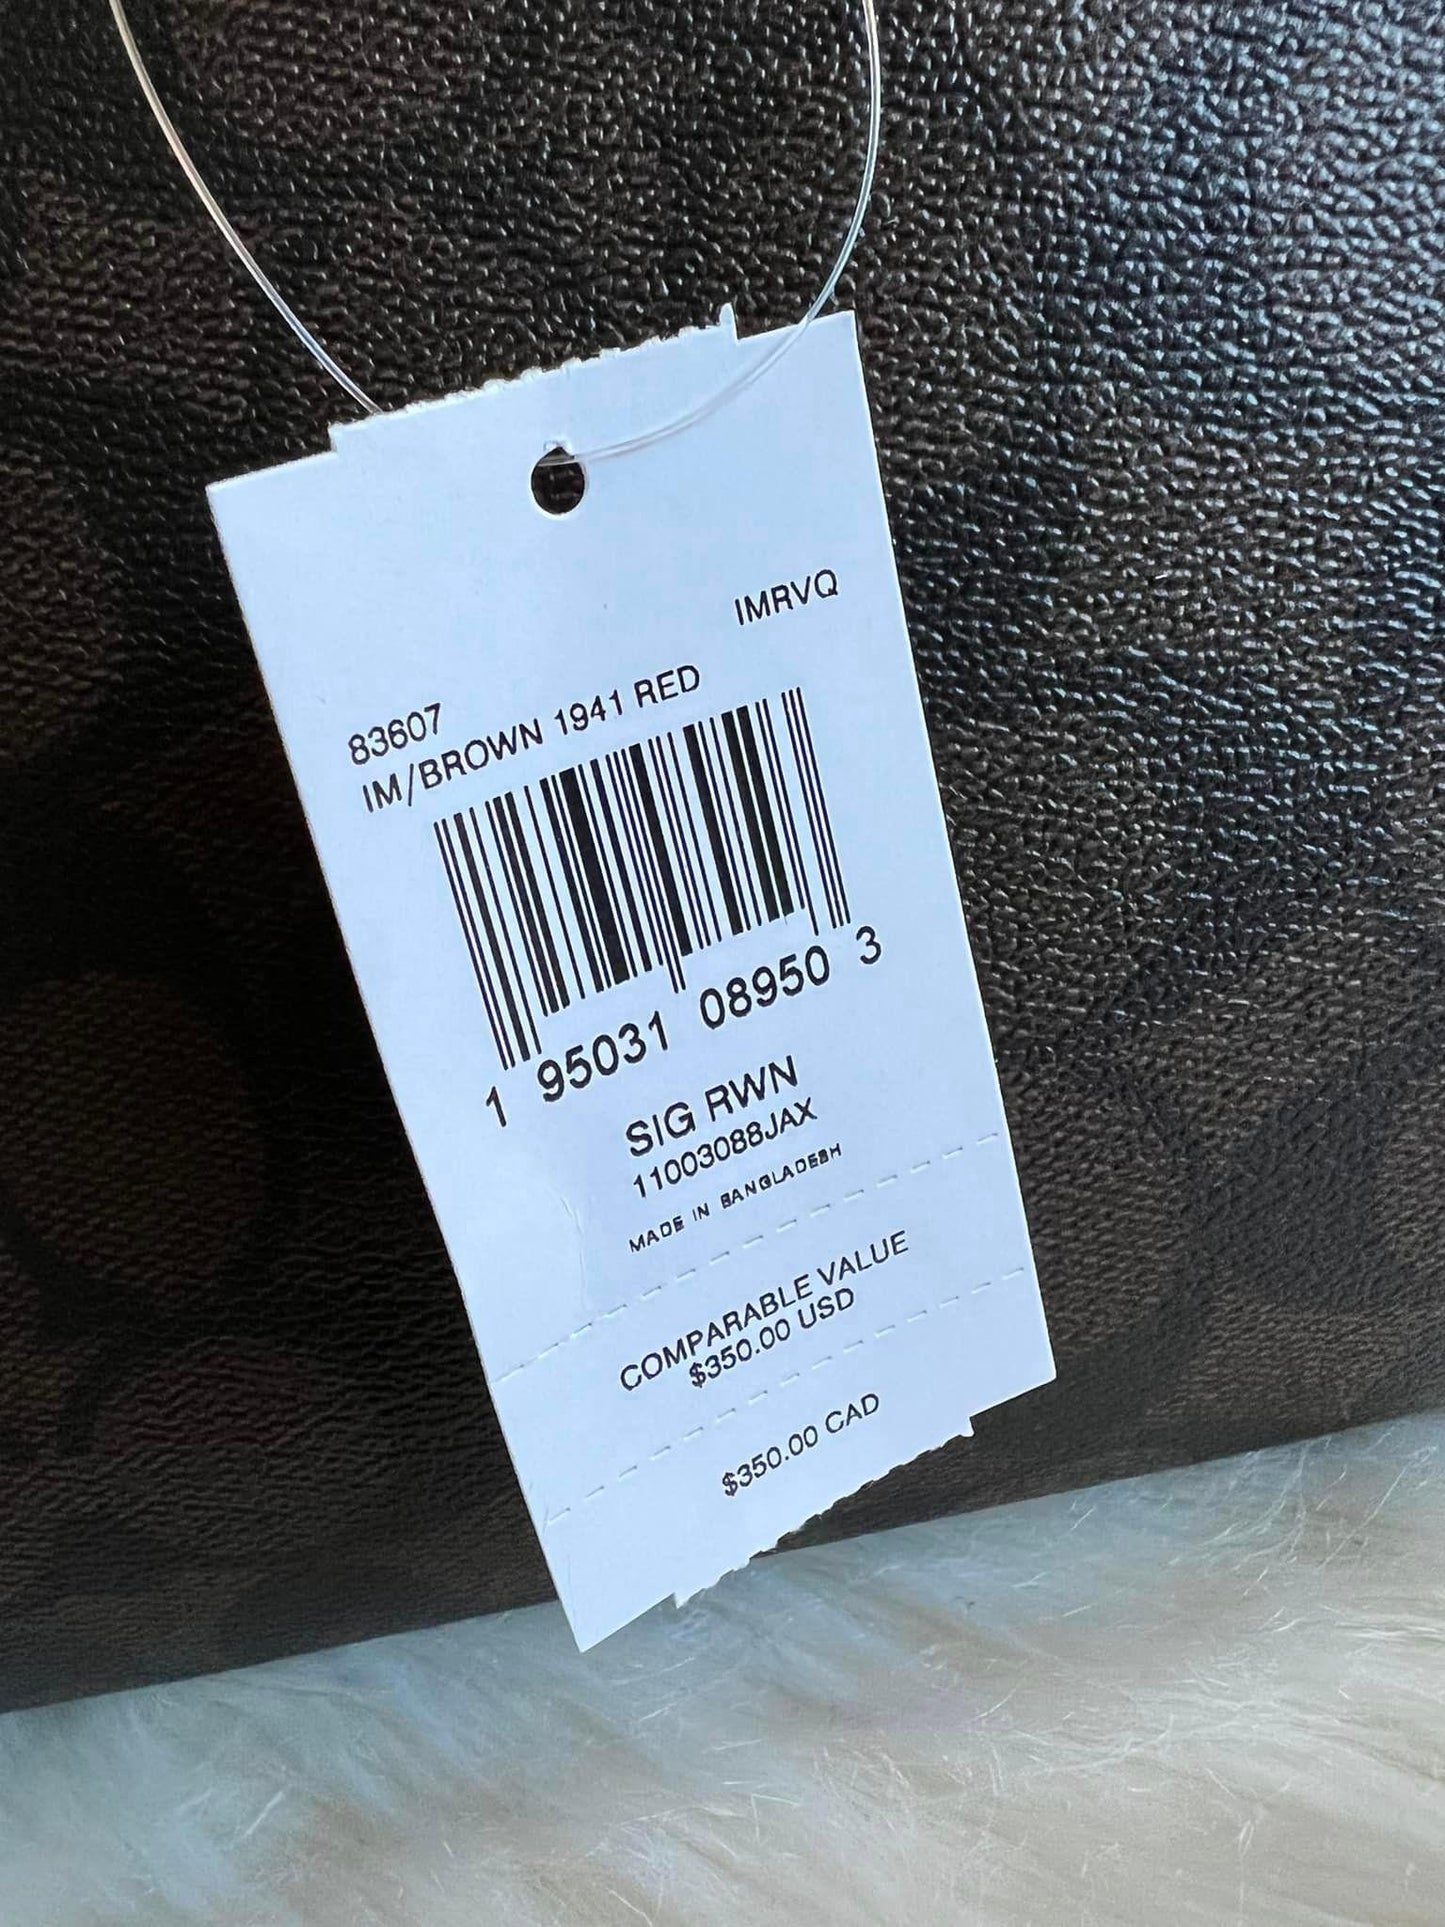 IMRVQ
83607
IM/BROWN 1941 RED
1 95031 08950 3
SIG RWN
11003088JAX
MADE IN BANGLADESH
COMPARABLE VALUE
$350.00 USD
$350.00 CAD